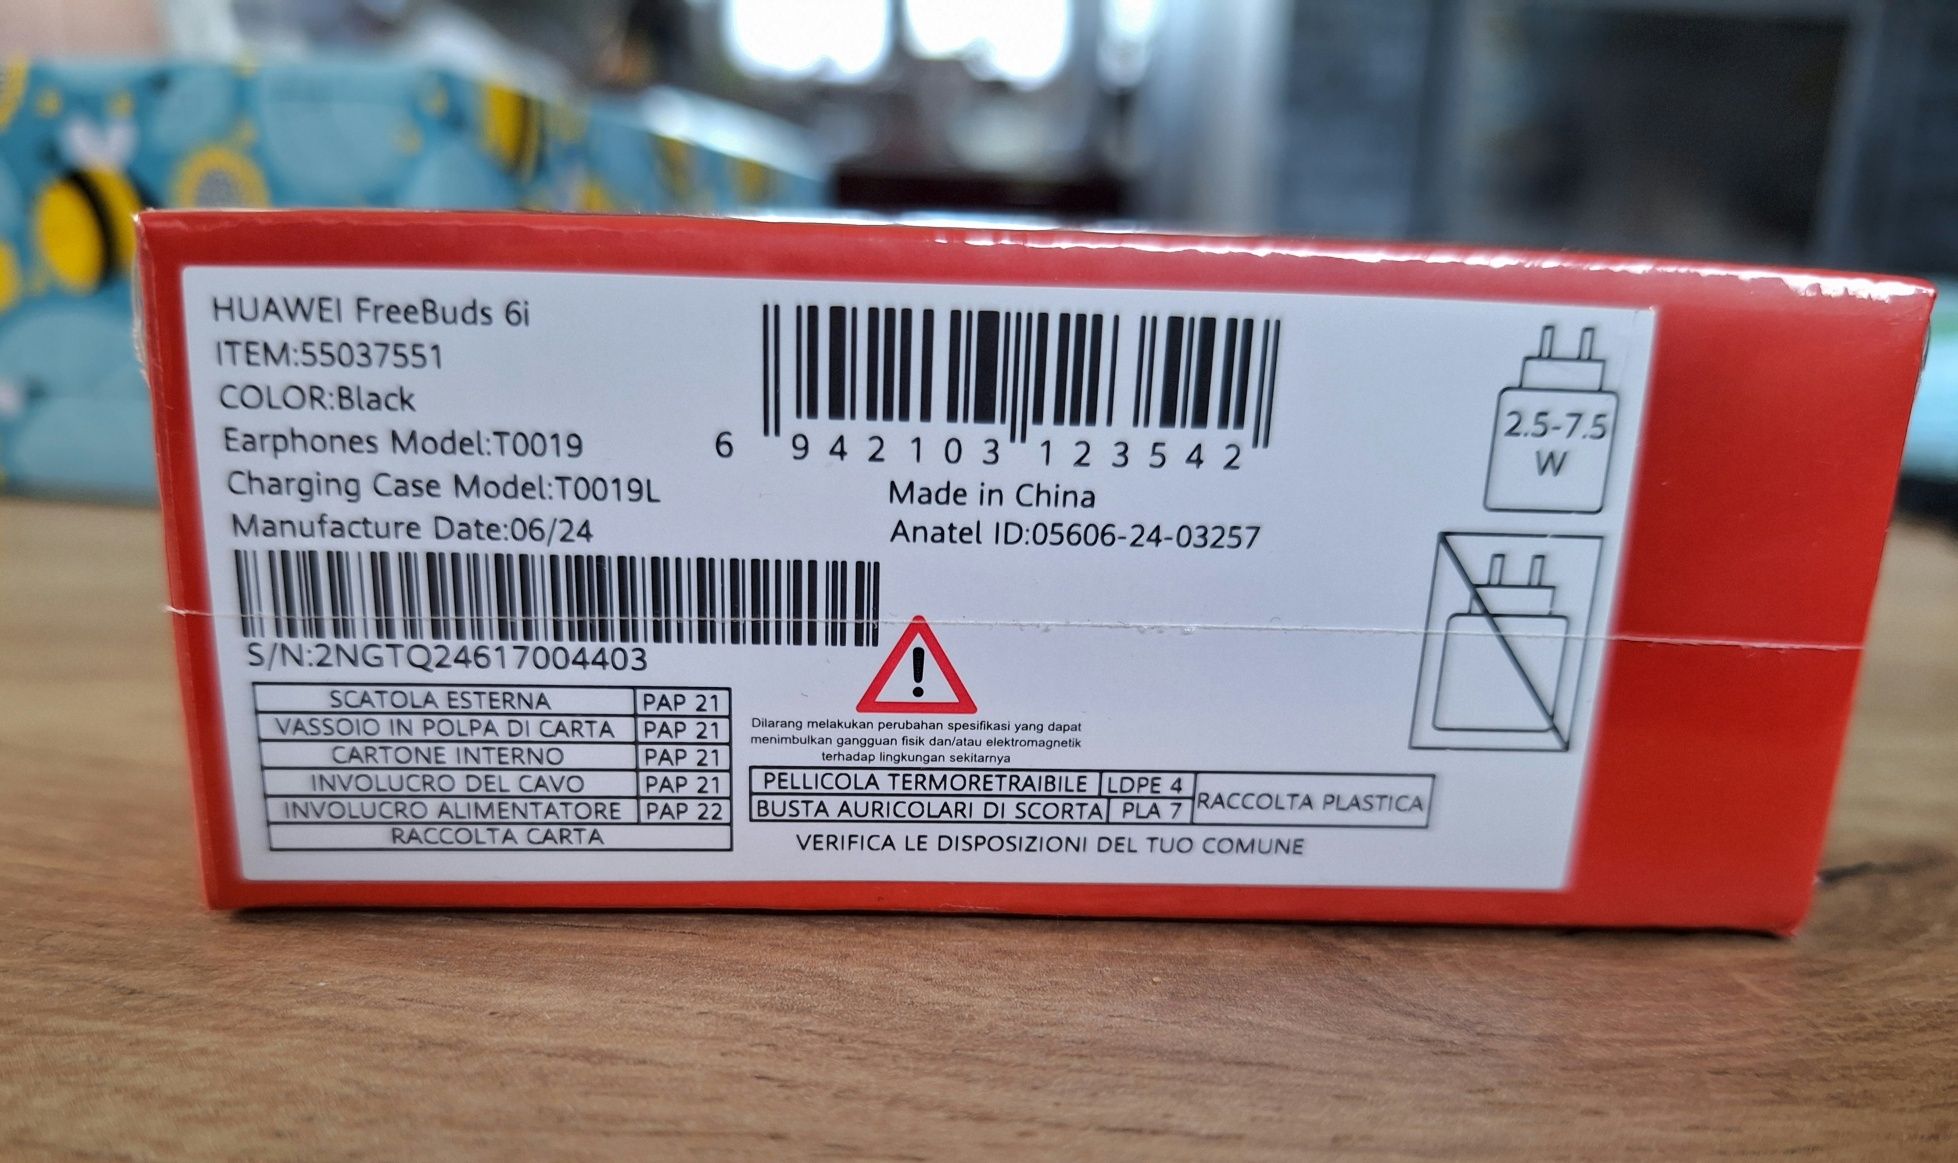 HUAWEI FreeBuds 6i
ITEM:55037551
COLOR:Black
Earphones Model:T0019
Charging Case Model:T0019L
Manufacture Date:06/24
S/N:2NGTQ24617004403
6 942103 123542
Made in China
Anatel ID:05606-24-03257
2.5-7.5
W
SCATOLA ESTERNA PAP 21
VASSOIO IN POLPA DI CARTA PAP 21
CARTONE INTERNO PAP 21
INVOLUCRO DEL CAVO PAP 21
INVOLUCRO ALIMENTATORE PAP 22
RACCOLTA CARTA
Dilarang melakukan perubahan spesifikasi yang dapat
menimbulkan gangguan fisik dan/atau elektromagnetik
terhadap lingkungan sekitarnya
PELLICOLA TERMORETRAIBILE LDPE 4
BUSTA AURICOLARI DI SCORTA PLA 7
RACCOLTA PLASTICA
VERIFICA LE DISPOSIZIONI DEL TUO COMUNE